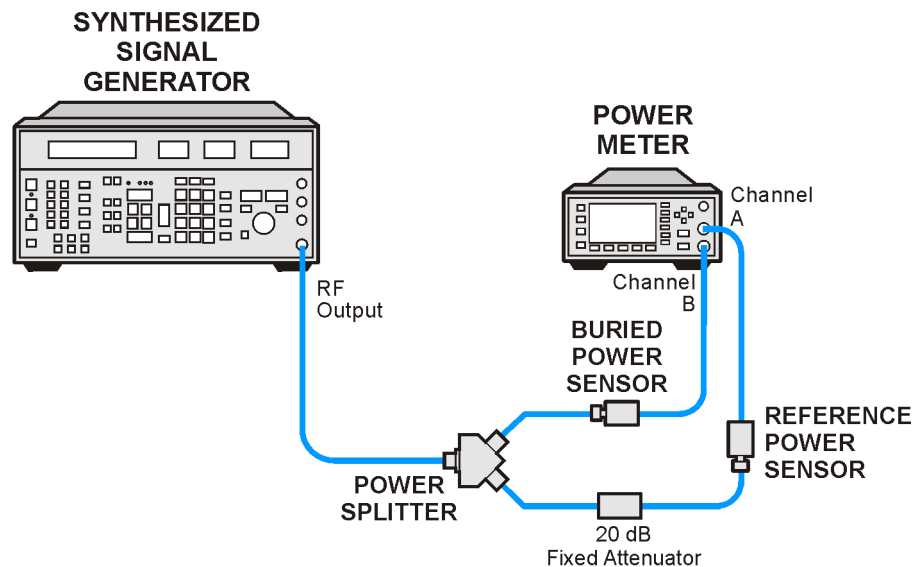 SYNTHESIZED
SIGNAL
GENERATOR
POWER
METER
Channel
A
RF
Output
Channel
B
BURIED
POWER
SENSOR
REFERENCE
POWER
SENSOR
POWER
SPLITTER
20 dB
Fixed Attenuator